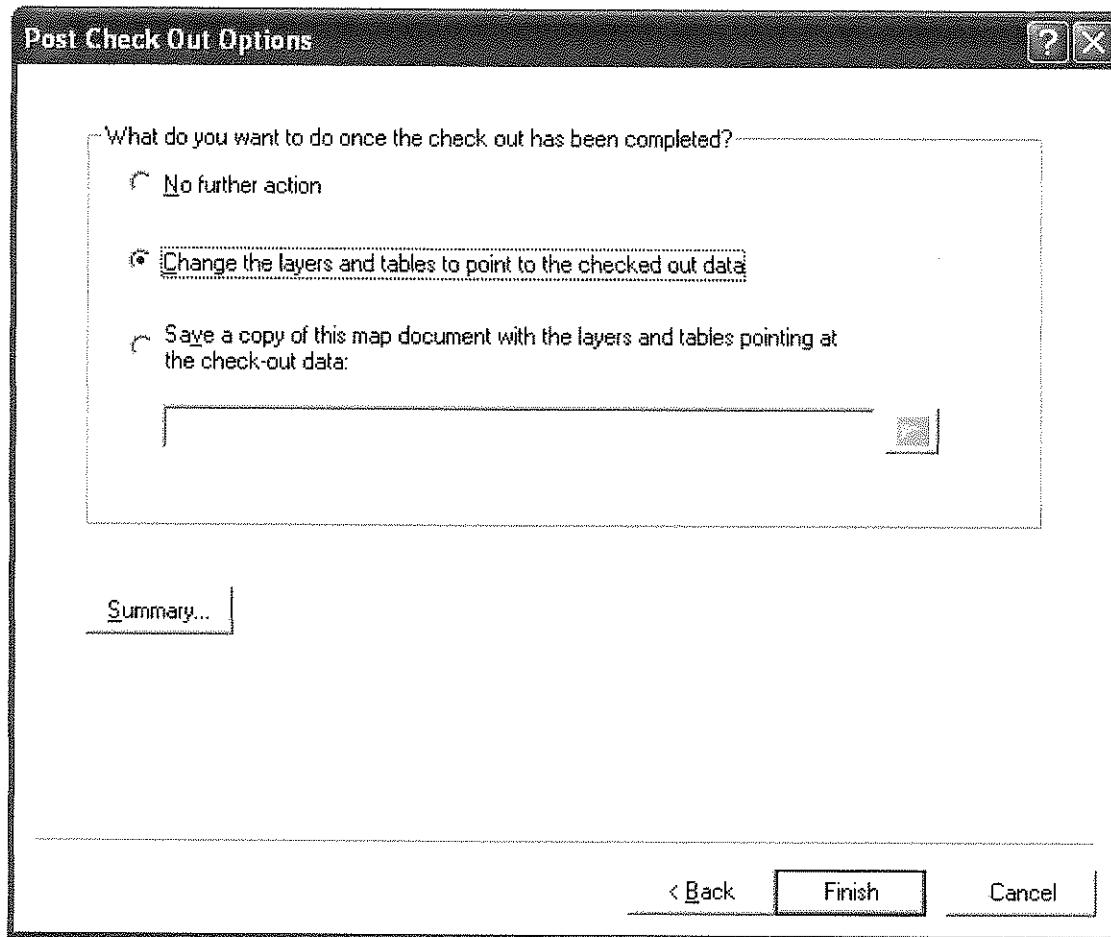 Post Check Out Options
?
X
What do you want to do once the check out has been completed?
No further action
Change the layers and tables to point to the checked out data
Save a copy of this map document with the layers and tables pointing at
the check-out data:
Summary...
< Back
Finish
Cancel